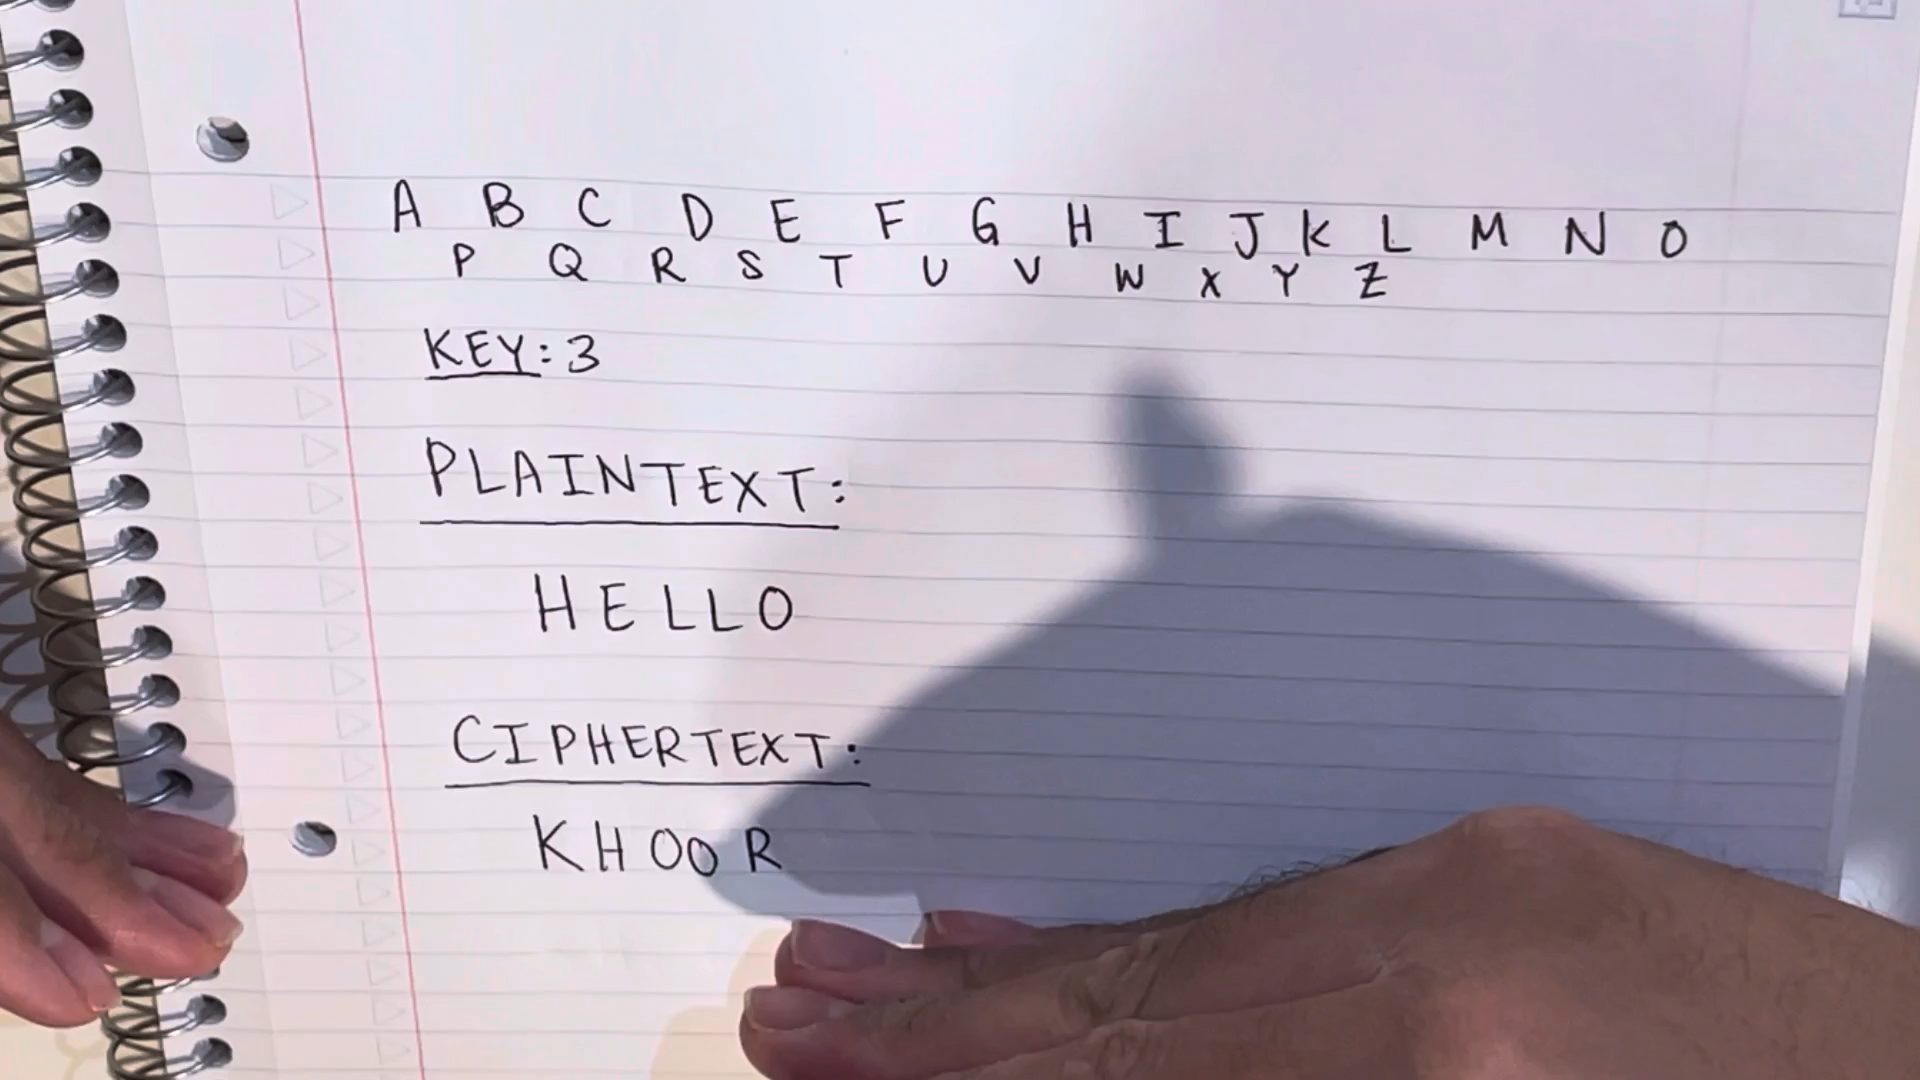 A B C D E F G H I J K L M N O
P Q R S T U V W X Y Z
KEY: 3
PLAINTEXT:
HELLO
CIPHERTEXT:
KHOOR